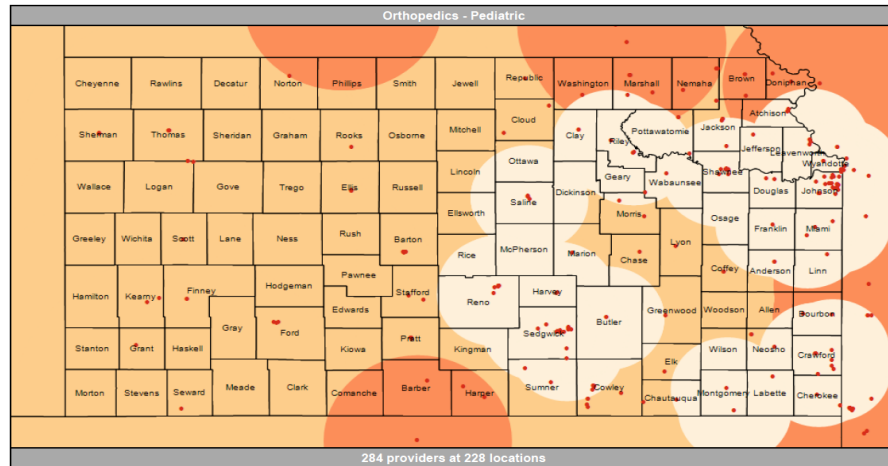 Orthopedics - Pediatric
Cheyenne Rawlins Decatur Norton Phillips Smith Jewell Republic Washington Marshall Nemaha Brown Doniphan
Sherman Thomas Sheridan Graham Rooks Osborne Mitchell Cloud Clay Riley Pottawatomie Jackson Atchison
Jefferson Leavenworth Wyandotte
Wallace Logan Gove Trego Ellis Russell Lincoln Ottawa Dickinson Geary Wabaunsee Shawnee Douglas Johnson
Saline
Ellsworth Morris Osage
Greeley Wichita Scott Lane Ness Rush Barton Rice McPherson Marion Chase Lyon Franklin Miami
Hamilton Kearny Finney Hodgeman Pawnee Stafford Reno Harvey Coffey Anderson Linn
Gray Ford Edwards Sedgwick Butler Greenwood Woodson Allen Bourbon
Stanton Grant Haskell Kiowa Pratt Kingman Elk Wilson Neosho Crawford
Morton Stevens Seward Meade Clark Comanche Barber Harper Sumner Cowley Chautauqua Montgomery Labette Cherokee
284 providers at 228 locations